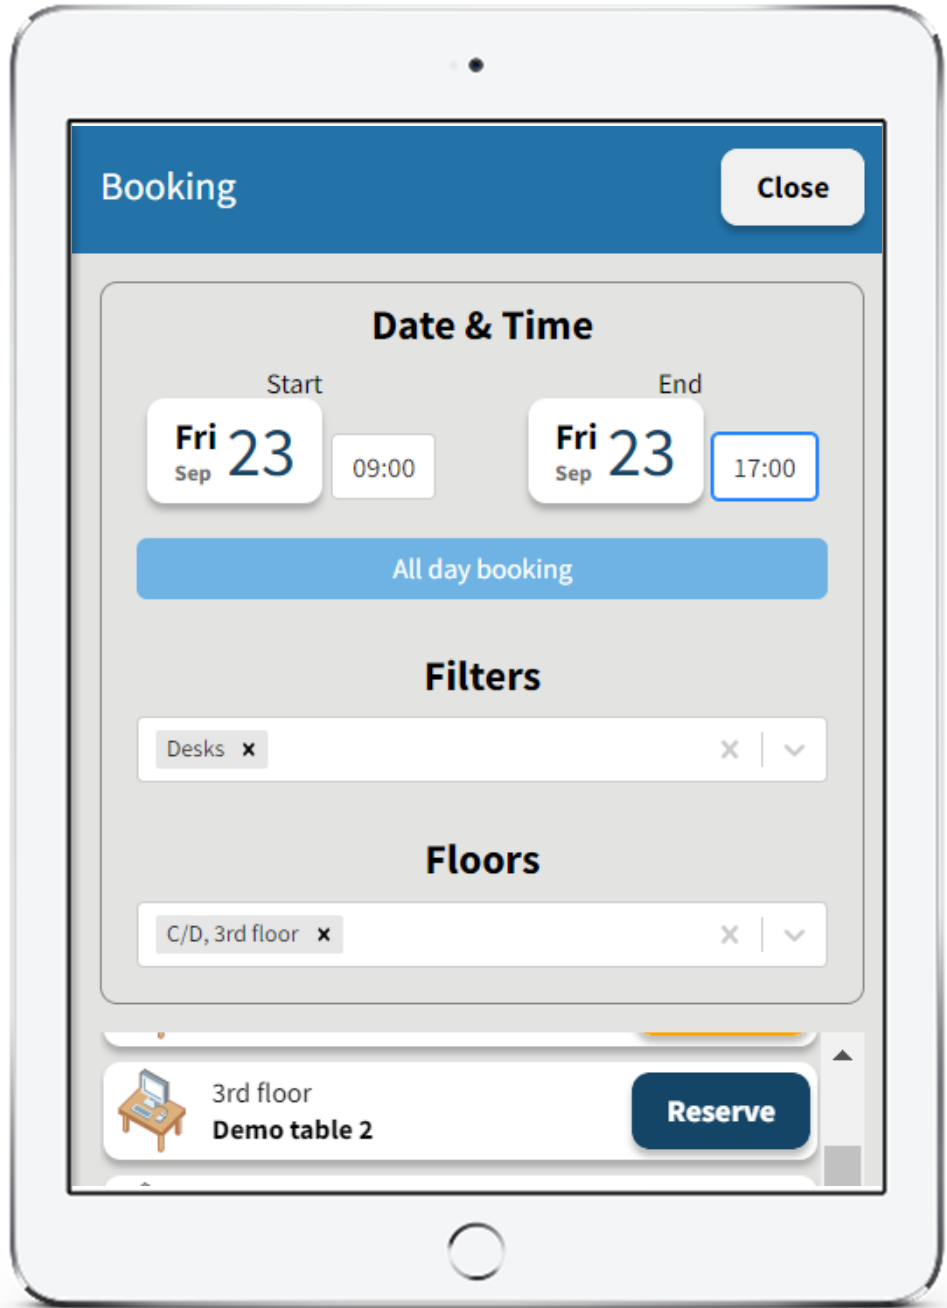 Booking
Close
Date & Time
Start
End
Fri
Sep
23
09:00
Fri
Sep
23
17:00
All day booking
Filters
Desks
Floors
C/D, 3rd floor
3rd floor
Demo table 2
Reserve